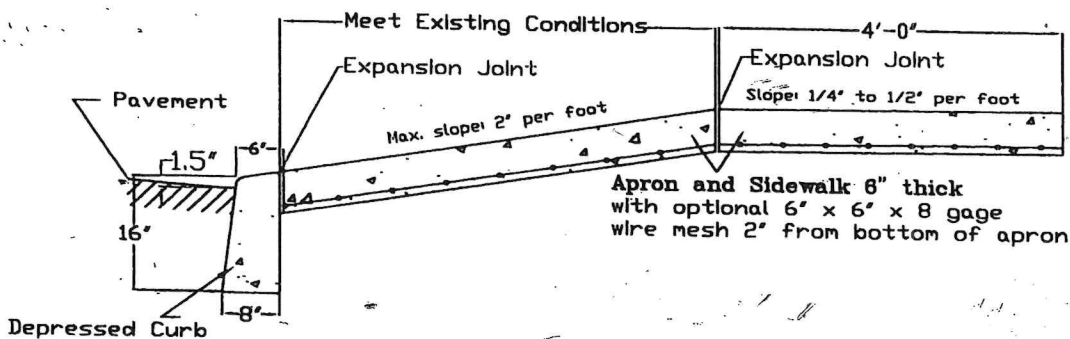 Meet Existing Conditions
4'-0"
Expansion Joint
Expansion Joint
Pavement
Slope: 1/4" to 1/2" per foot
Max. slope: 2" per foot
6"
1.5"
Apron and Sidewalk 6" thick
with optional 6" x 6" x 8 gage
wire mesh 2" from bottom of apron
16"
8"
Depressed Curb